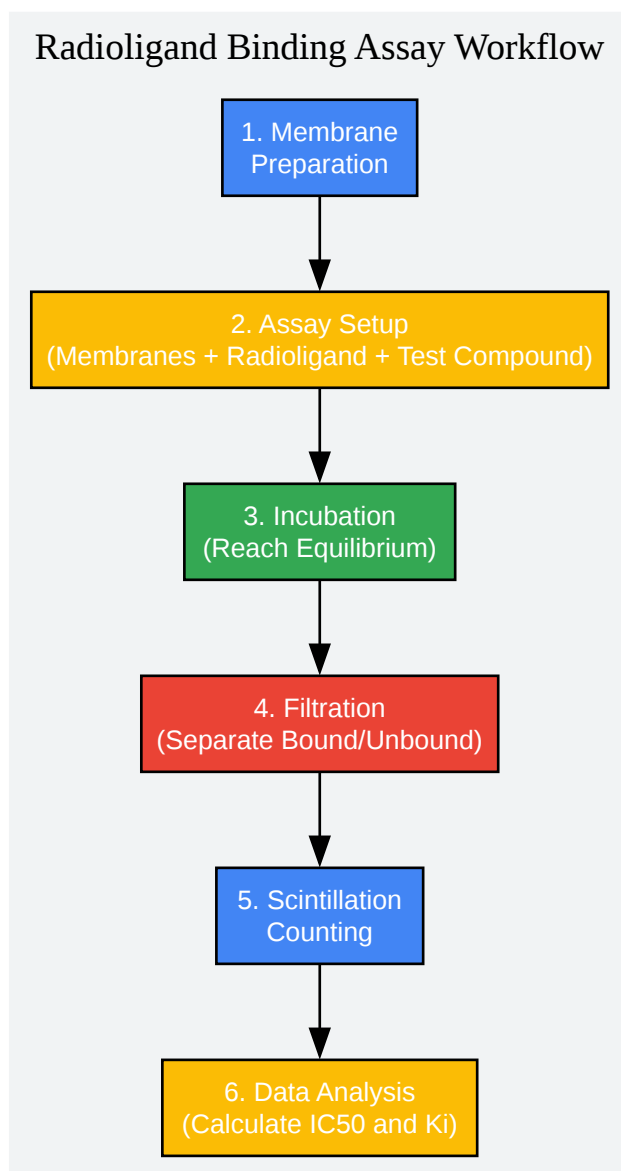 Radioligand Binding Assay Workflow
1. Membrane
Preparation
2. Assay Setup
(Membranes + Radioligand + Test Compound)
3. Incubation
(Reach Equilibrium)
4. Filtration
(Separate Bound/Unbound)
5. Scintillation
Counting
6. Data Analysis
(Calculate IC50 and Ki)